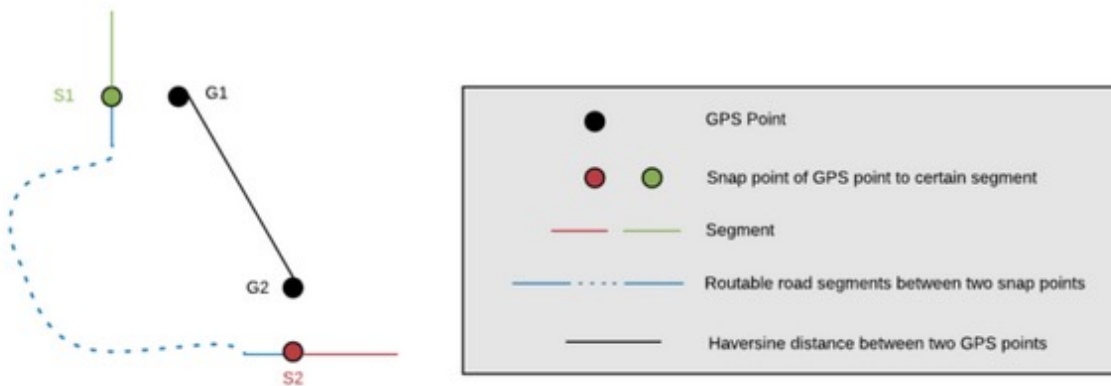 S1
G1
G2
S2
GPS Point
Snap point of GPS point to certain segment
Segment
Routable road segments between two snap points
Haversine distance between two GPS points